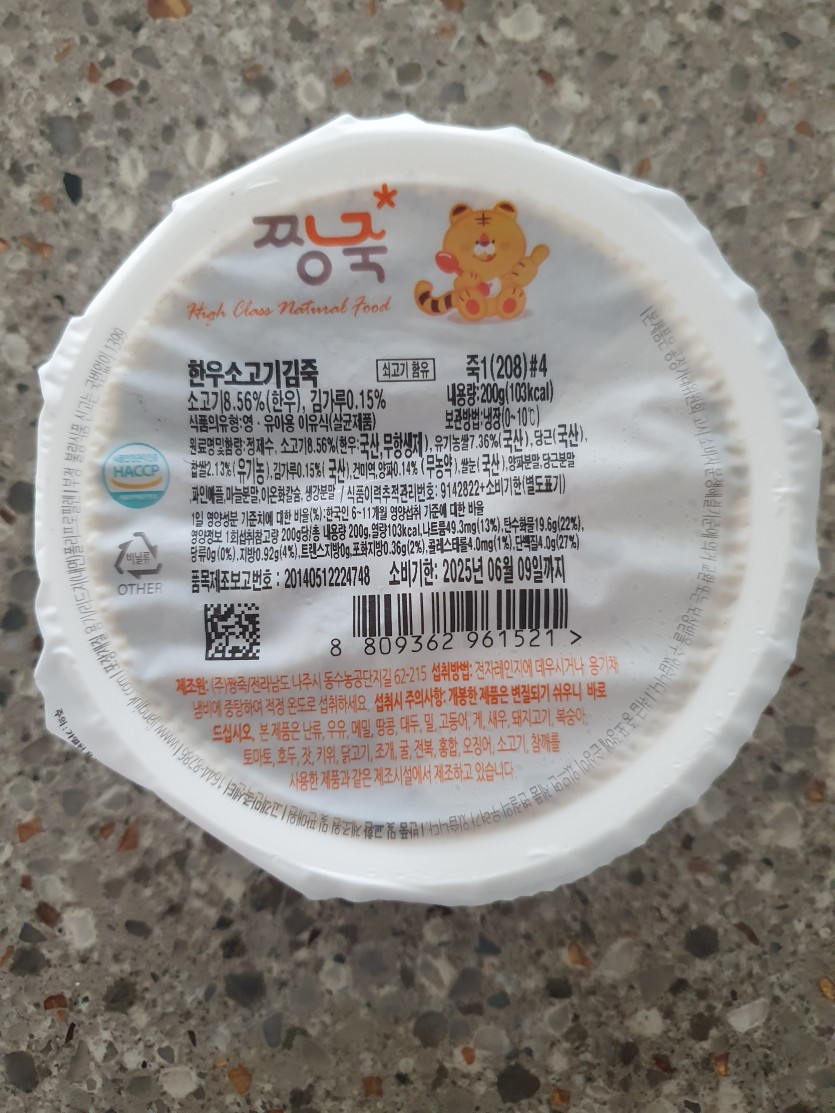 짱죽*
High Class Natural Food
한우소고기김죽 쇠고기 함유 죽1(208)#4
소고기8.56%(한우), 김가루0.15% 내용량:200g(103kcal)
식품의유형:영·유아용 이유식(살균제품) 보관방법:냉장(0~10℃)
원료명및함량:정제수, 소고기8.56%(한우:국산,무항생제), 유기농쌀7.36%(국산), 당근(국산),
찹쌀2.13%(유기농), 김가루0.15%(국산), 건미역, 양파0.14%(무농약), 쌀눈(국산), 양파분말, 당근분말
파인애플,마늘분말,이온화칼슘, 생강분말 / 식품이력추적관리번호: 9142822+소비기한(별도표기)
1일 영양성분 기준치에 대한 비율(%):한국인 6~11개월 영양섭취 기준에 대한 비율
영양정보 1회섭취참고량 200g당/총 내용량 200g,열량103kcal,나트륨49.3mg(13%),탄수화물19.6g(22%),
당류0g(0%),지방0.92g(4%),트랜스지방0g,포화지방0.36g(2%),콜레스테롤4.0mg(1%),단백질4.0g(27%)
품목제조보고번호 : 20140512224748 소비기한: 2025년 06월 09일까지
HACCP
비닐류
OTHER
8 809362 961521 >
제조원: (주)짱죽/전라남도 나주시 동수농공단지길 62-215 섭취방법: 전자레인지에 데우시거나 용기채
냄비에 중탕하여 적정 온도로 섭취하세요. 섭취시 주의사항: 개봉한 제품은 변질되기 쉬우니 바로
드십시오. 본 제품은 난류, 우유, 메밀, 땅콩, 대두, 밀, 고등어, 게, 새우, 돼지고기, 복숭아,
토마토, 호두, 잣, 키위, 닭고기, 조개, 굴, 전복, 홍합, 오징어, 소고기, 참깨를
사용한 제품과 같은 제조시설에서 제조하고 있습니다
부정·불량식품 신고는 국번없이 1399